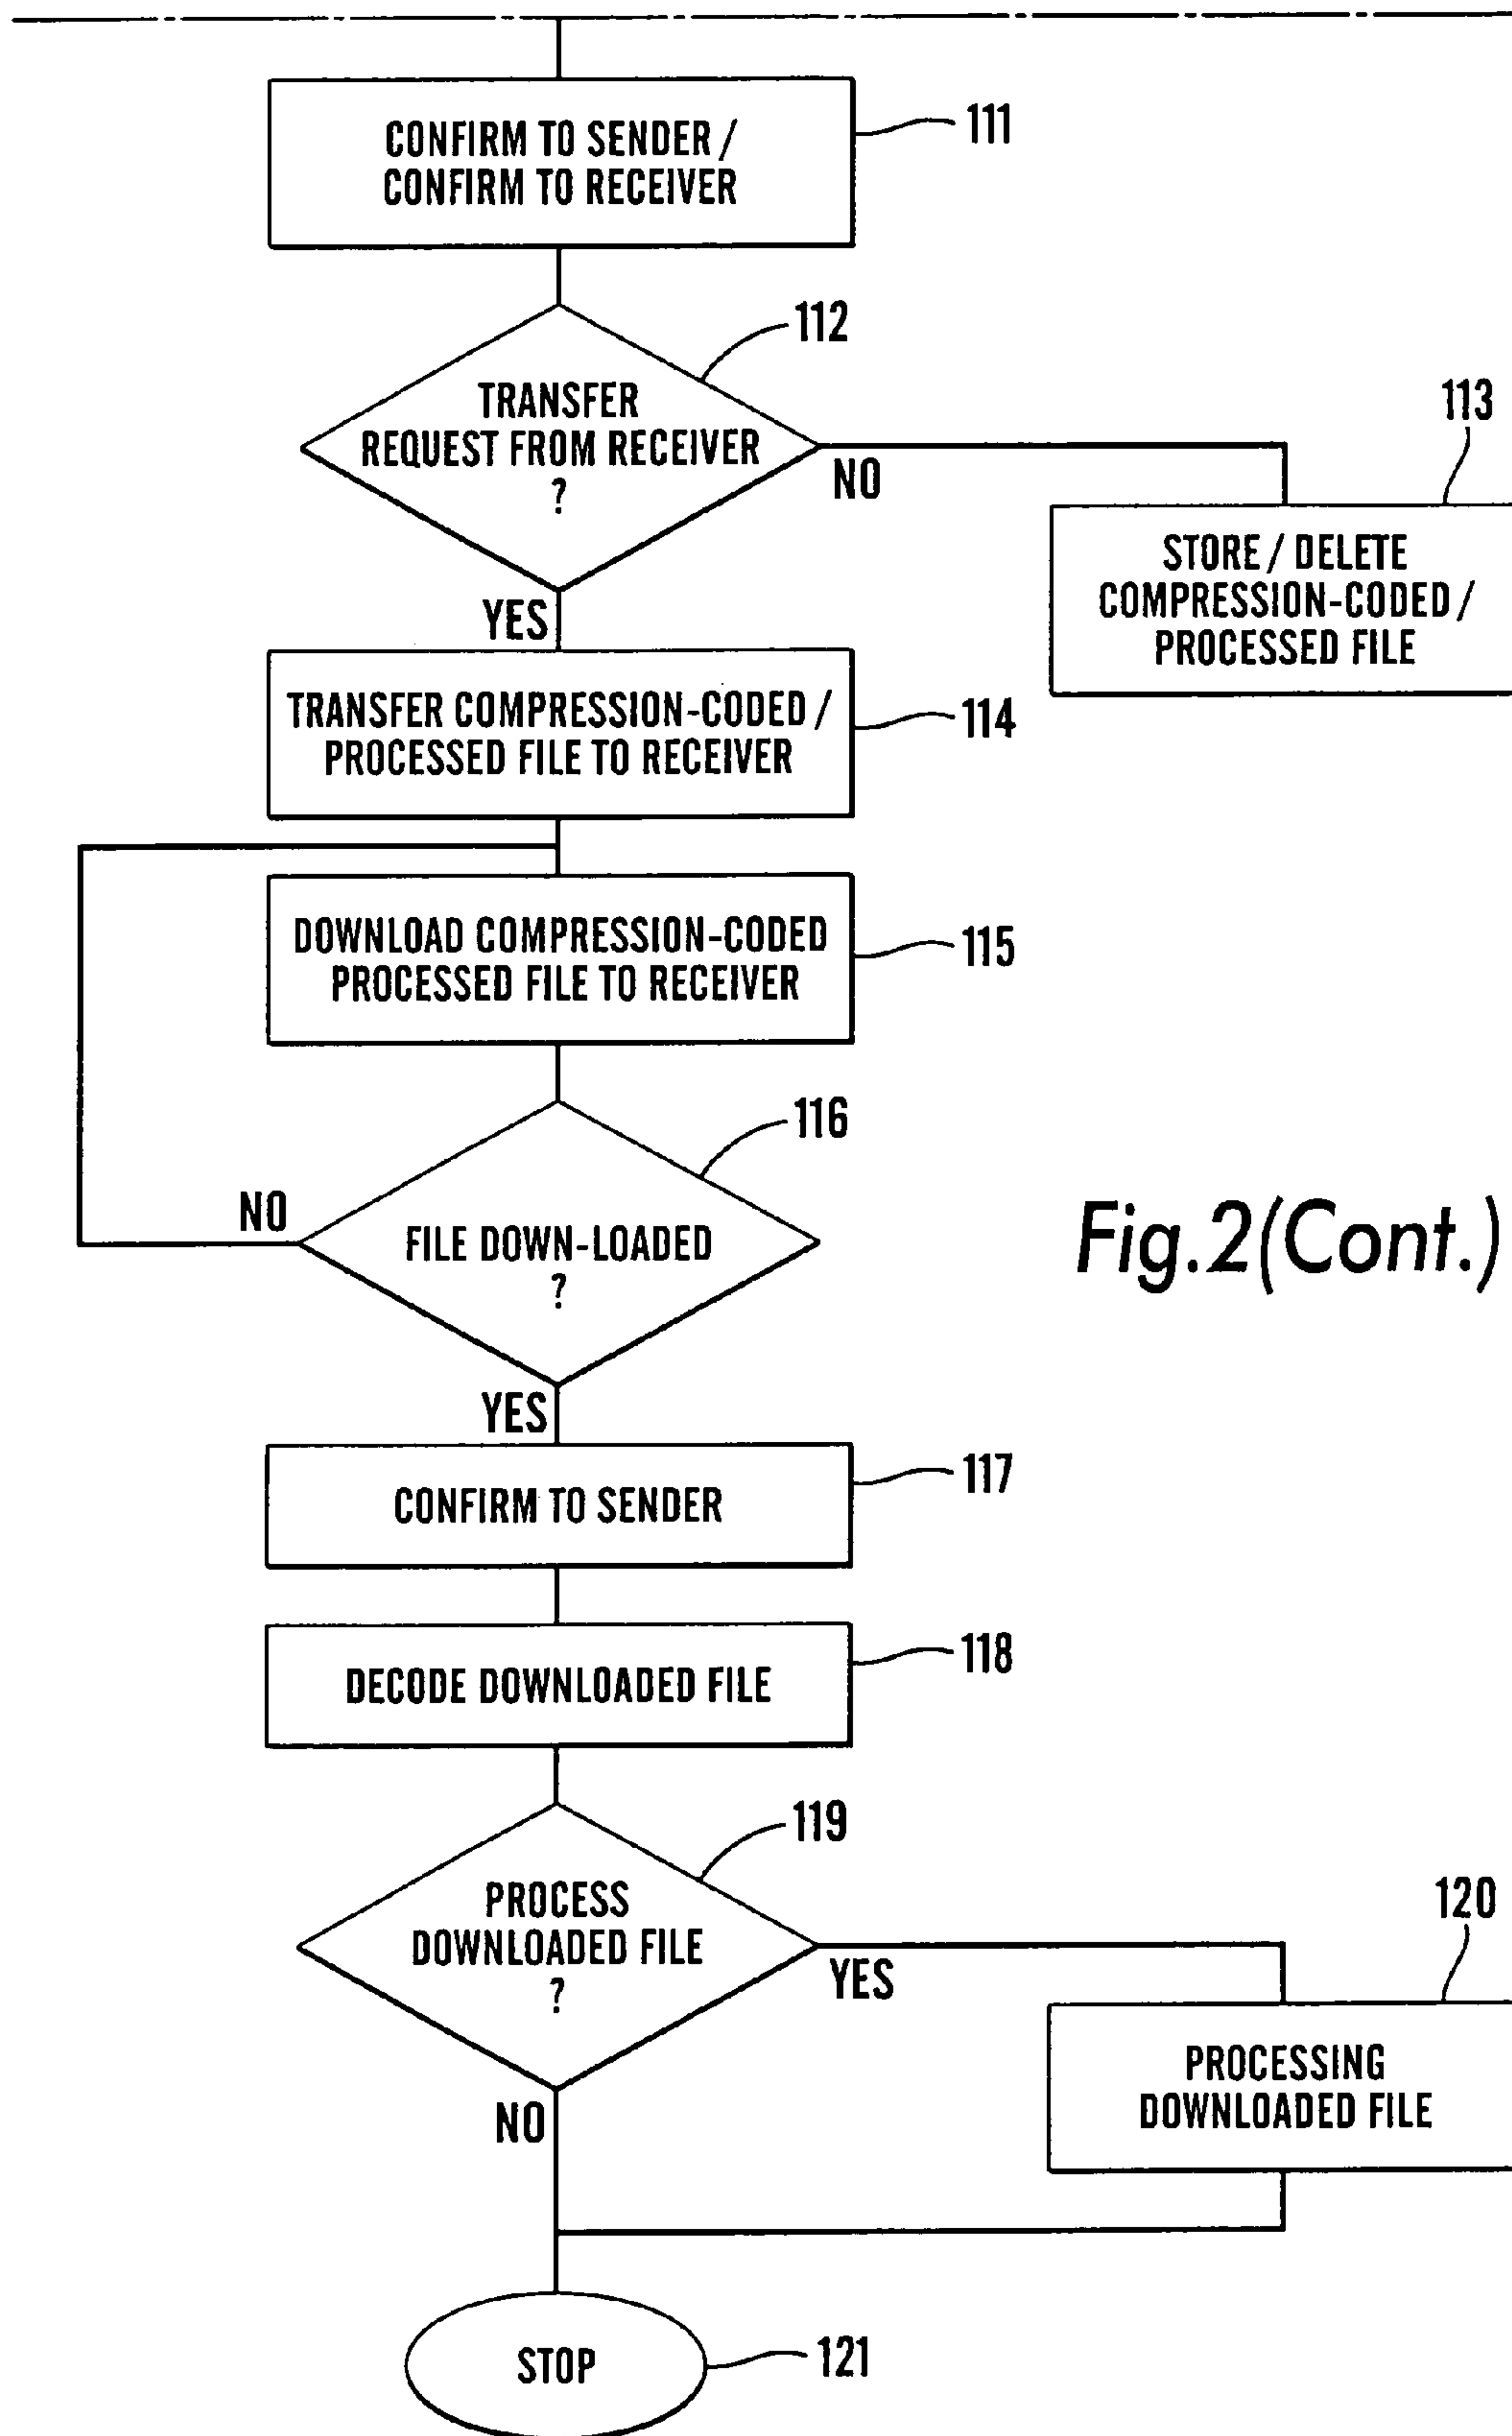 CONFIRM TO SENDER /
CONFIRM TO RECEIVER
111
112
TRANSFER
REQUEST FROM RECEIVER
?
NO
113
STORE / DELETE
COMPRESSION-CODED /
PROCESSED FILE
YES
TRANSFER COMPRESSION-CODED /
PROCESSED FILE TO RECEIVER
114
DOWNLOAD COMPRESSION-CODED
PROCESSED FILE TO RECEIVER
115
116
NO
FILE DOWN-LOADED
?
Fig.2(Cont.)
YES
CONFIRM TO SENDER
117
DECODE DOWNLOADED FILE
118
119
PROCESS
DOWNLOADED FILE
?
YES
120
PROCESSING
DOWNLOADED FILE
NO
STOP
121